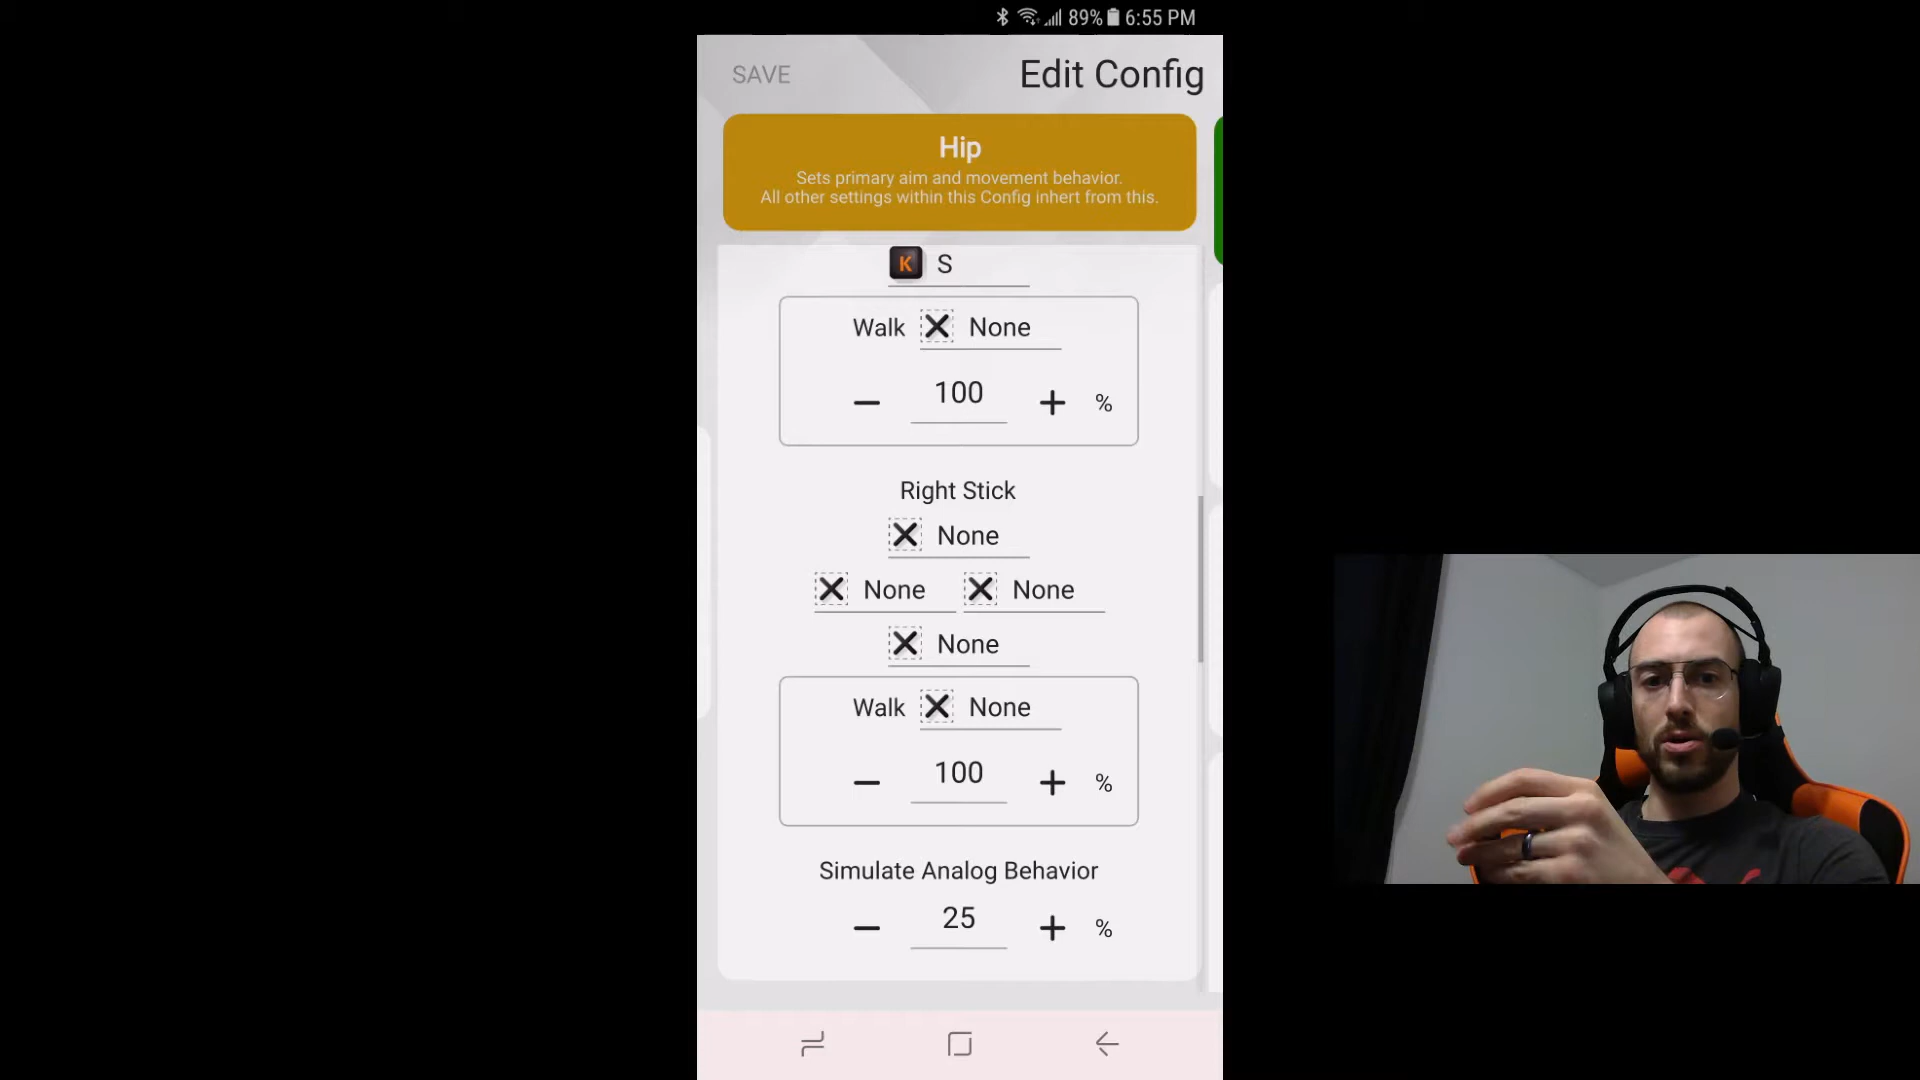 89% 6:55 PM
SAVE
Edit Config
Hip
Sets primary aim and movement behavior.
All other settings within this Config inhert from this.
K S
Walk None
− 100 + %
Right Stick
None
None None
None
Walk None
− 100 + %
Simulate Analog Behavior
− 25 + %